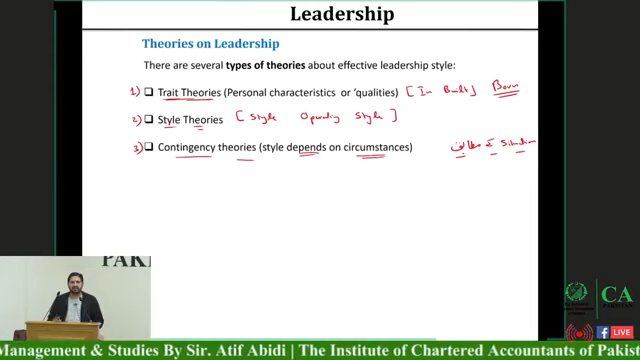 Leadership
Theories on Leadership
There are several types of theories about effective leadership style:
1) Trait Theories (Personal characteristics or ‘qualities) [In Built] Born
2) Style Theories [Style Operating Style]
3) Contingency theories (style depends on circumstances) Situation کے مطابق
PAK
CA
PAKISTAN
LIVE
Management & Studies By Sir. Atif Abidi | The Institute of Chartered Accountants of Pakist